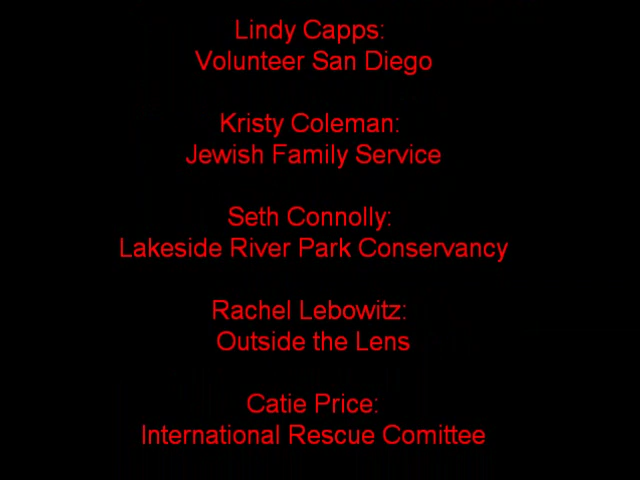 Lindy Capps:
Volunteer San Diego
Kristy Coleman:
Jewish Family Service
Seth Connolly:
Lakeside River Park Conservancy
Rachel Lebowitz:
Outside the Lens
Catie Price:
International Rescue Comittee